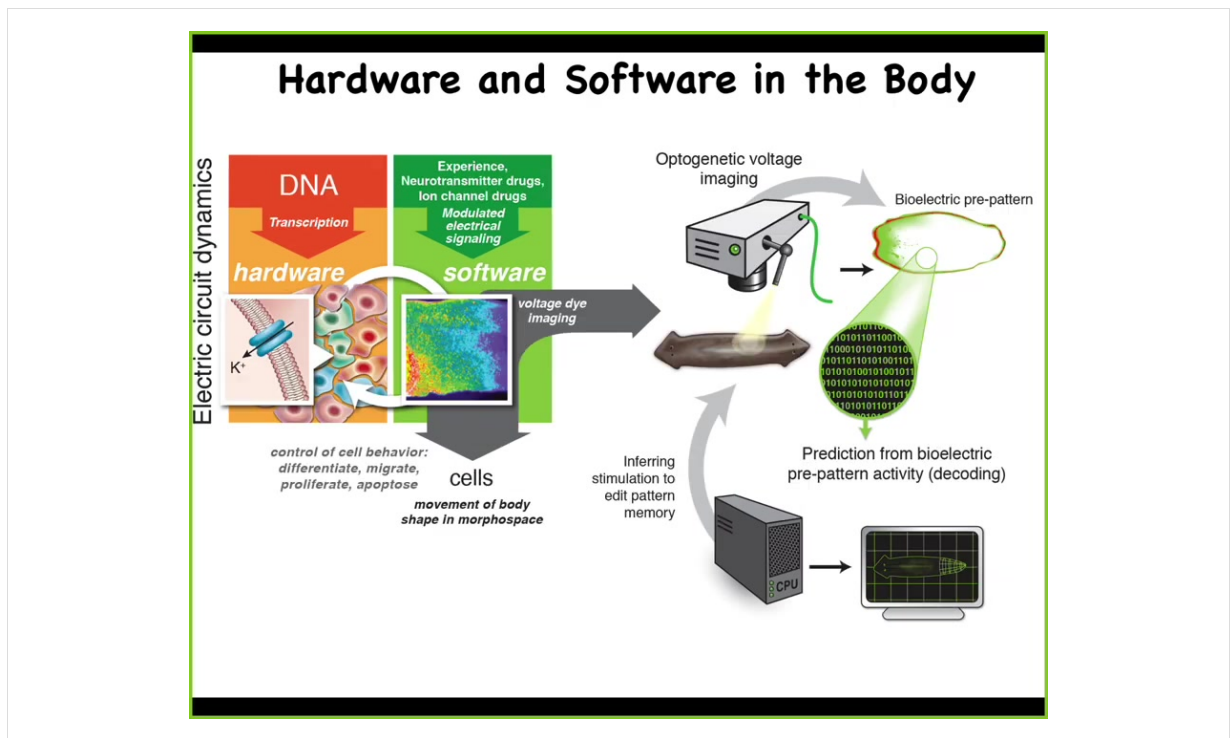 Hardware and Software in the Body
Electric circuit dynamics
DNA
Transcription
hardware
K+
Experience,
Neurotransmitter drugs,
Ion channel drugs
Modulated
electrical
signaling
software
voltage dye
imaging
control of cell behavior:
differentiate, migrate,
proliferate, apoptose
cells
movement of body
shape in morphospace
Optogenetic voltage
imaging
Bioelectric pre-pattern
Prediction from bioelectric
pre-pattern activity (decoding)
Inferring
stimulation to
edit pattern
memory
CPU